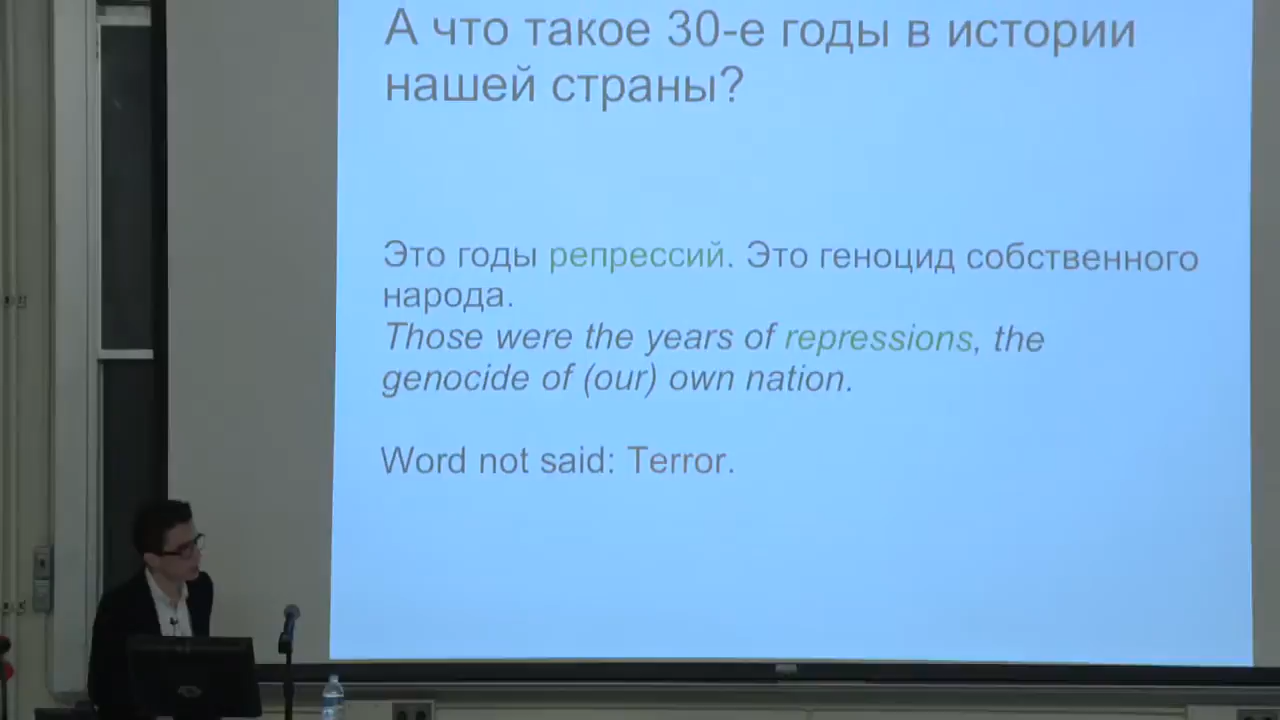 А что такое 30-е годы в истории
нашей страны?
Это годы репрессий. Это геноцид собственного
народа.
Those were the years of repressions, the
genocide of (our) own nation.
Word not said: Terror.